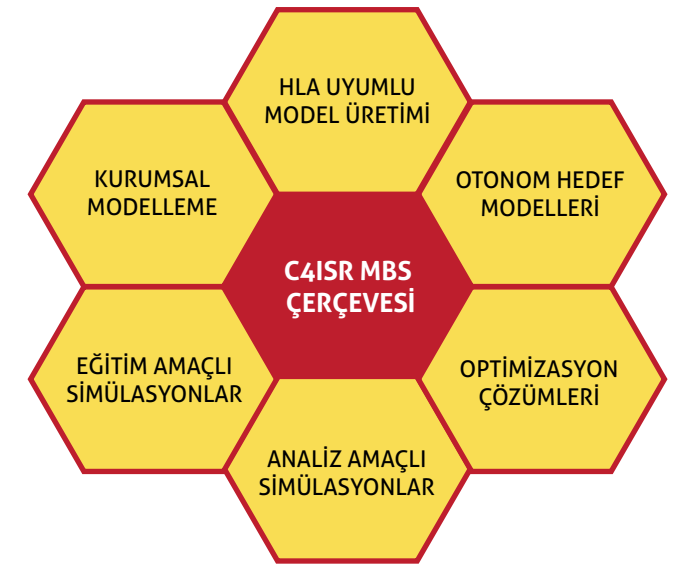 HLA UYUMLU
MODEL ÜRETİMİ
KURUMSAL
MODELLEME
OTONOM HEDEF
MODELLERİ
C4ISR MBS
ÇERÇEVESİ
EĞİTİM AMAÇLI
SİMÜLASYONLAR
OPTİMİZASYON
ÇÖZÜMLERİ
ANALİZ AMAÇLI
SİMÜLASYONLAR